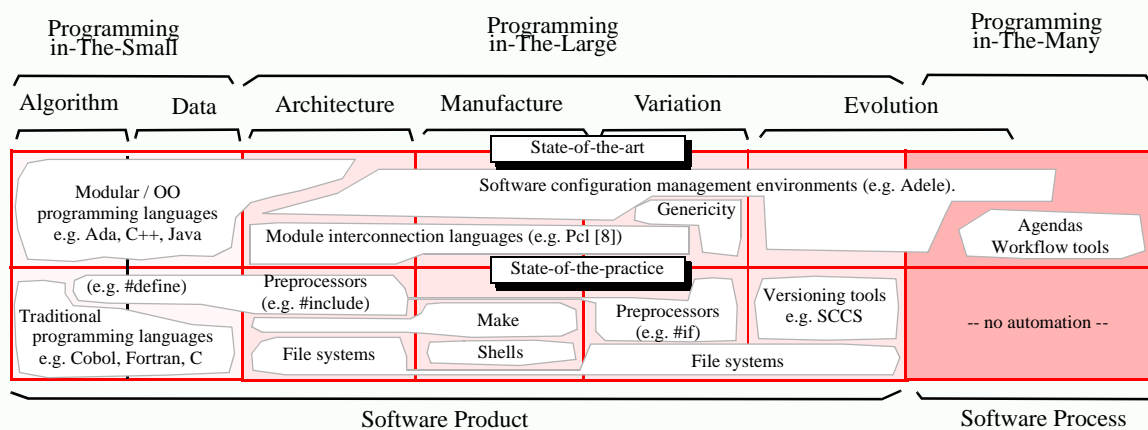 Programming
in-The-Small
Programming
in-The-Large
Programming
in-The-Many
Algorithm
Data
Architecture
Manufacture
Variation
Evolution
State-of-the-art
Modular / OO
programming languages
e.g. Ada, C++, Java
Software configuration management environments (e.g. Adele).
Genericity
Module interconnection languages (e.g. Pcl [8])
Agendas
Workflow tools
State-of-the-practice
(e.g. #define)
Preprocessors
(e.g. #include)
Traditional
programming languages
e.g. Cobol, Fortran, C
Make
Preprocessors
(e.g. #if)
Versioning tools
e.g. SCCS
-- no automation --
File systems
Shells
File systems
Software Product
Software Process